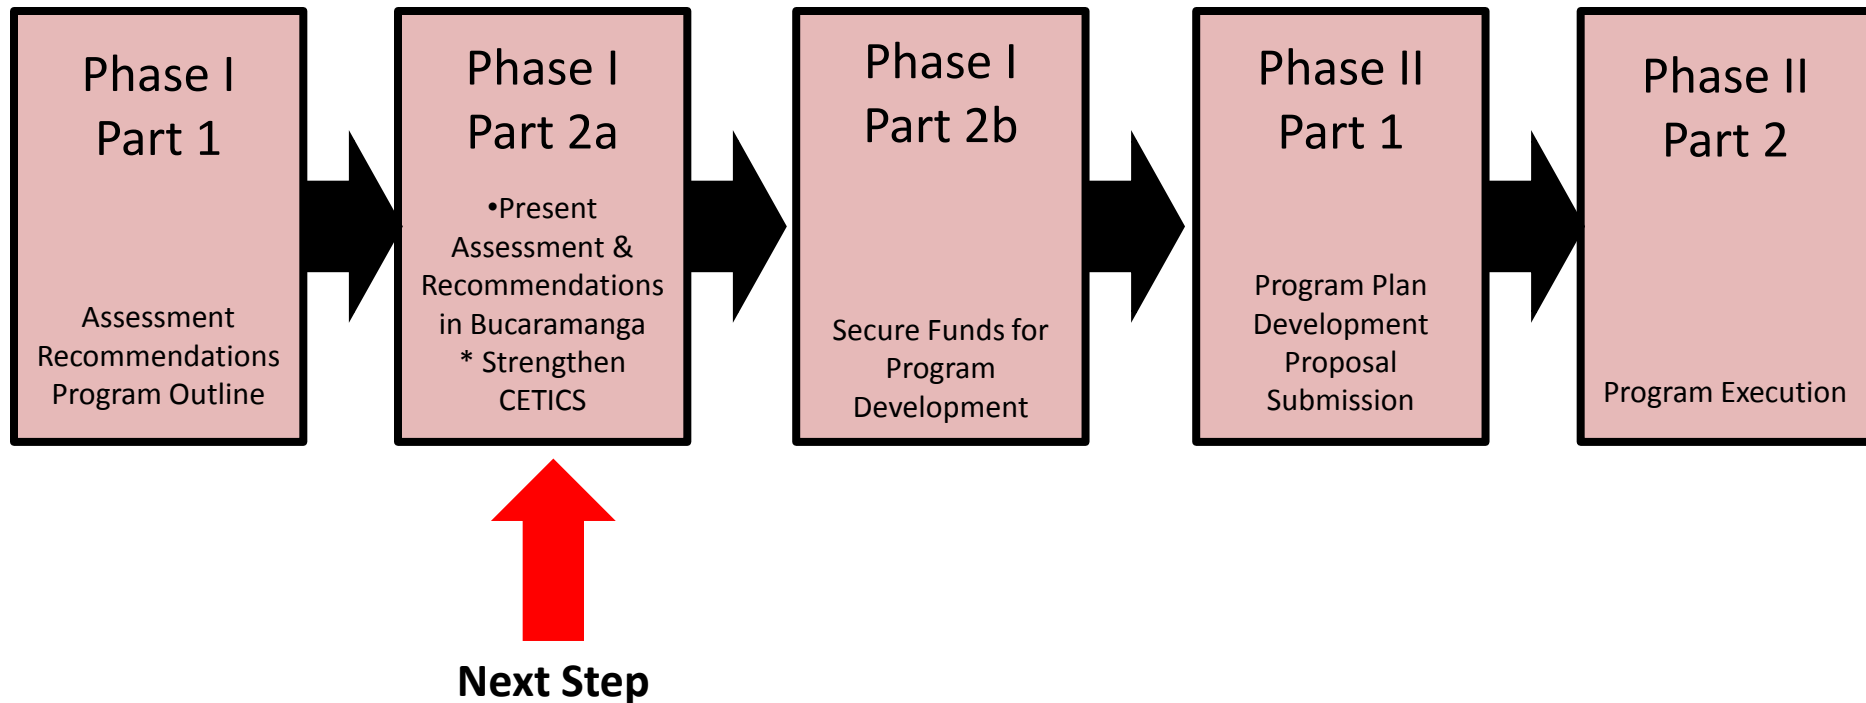 Phase I
Part 1
Assessment
Recommendations
Program Outline
Phase I
Part 2a
•Present
Assessment &
Recommendations
in Bucaramanga
* Strengthen
CETICS
Phase I
Part 2b
Secure Funds for
Program
Development
Phase II
Part 1
Program Plan
Development
Proposal
Submission
Phase II
Part 2
Program Execution
Next Step